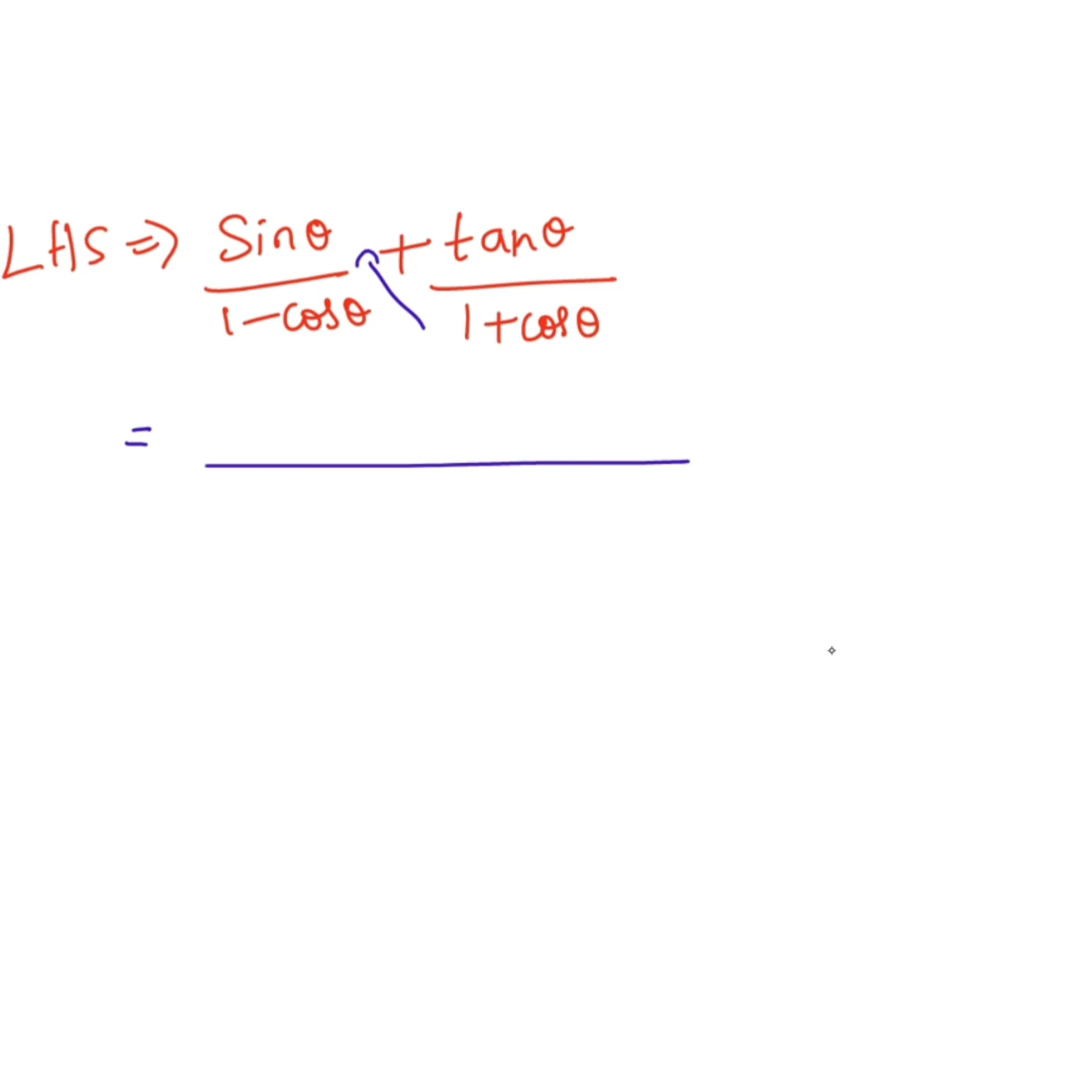 LHS ⇒ Sinθ/1-cosθ + tanθ/1+cosθ
=